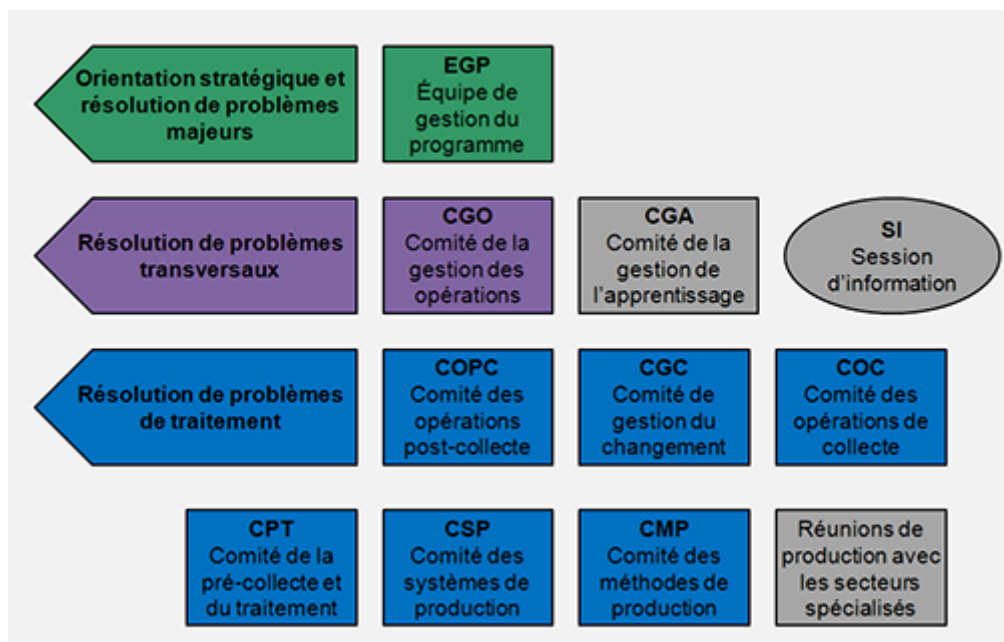 Orientation stratégique et
résolution de problèmes
majeurs
EGP
Équipe de
gestion du
programme
Résolution de problèmes
transversaux
CGO
Comité de la
gestion des
opérations
CGA
Comité de la
gestion de
l'apprentissage
SI
Session
d'information
Résolution de problèmes
de traitement
COPC
Comité des
opérations
post-collecte
CGC
Comité de
gestion du
changement
COC
Comité des
opérations de
collecte
CPT
Comité de la
pré-collecte et
du traitement
CSP
Comité des
systèmes de
production
CMP
Comité des
méthodes de
production
Réunions de
production avec
les secteurs
spécialisés